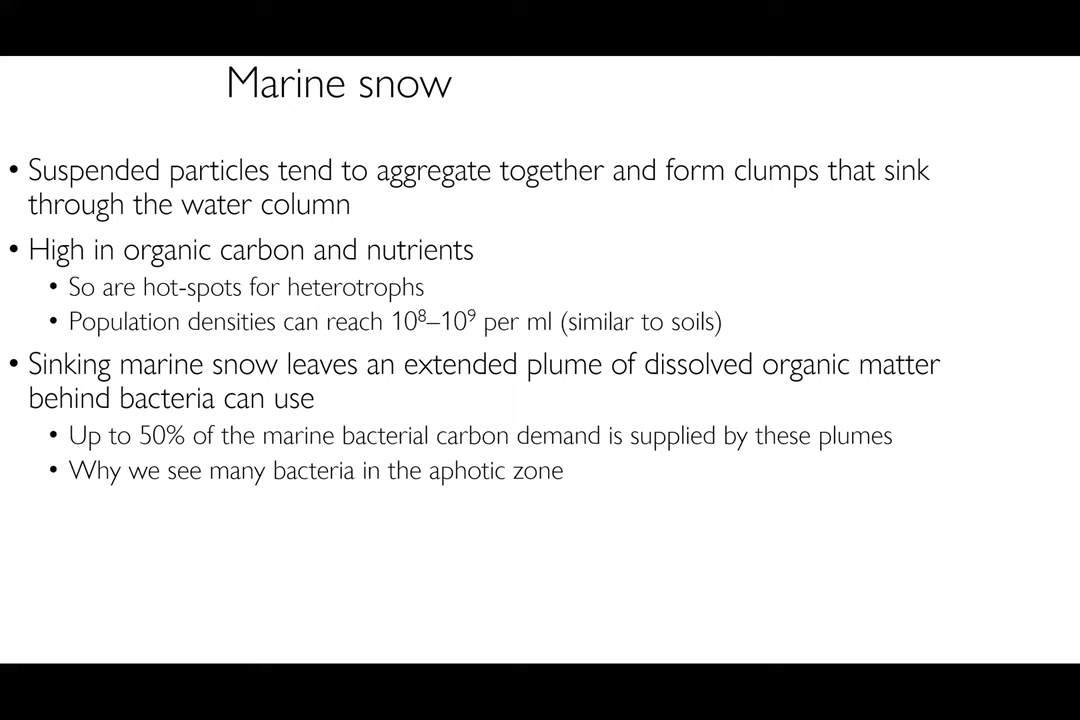 Marine snow
• Suspended particles tend to aggregate together and form clumps that sink
through the water column
• High in organic carbon and nutrients
• So are hot-spots for heterotrophs
• Population densities can reach 10⁸–10⁹ per ml (similar to soils)
• Sinking marine snow leaves an extended plume of dissolved organic matter
behind bacteria can use
• Up to 50% of the marine bacterial carbon demand is supplied by these plumes
• Why we see many bacteria in the aphotic zone